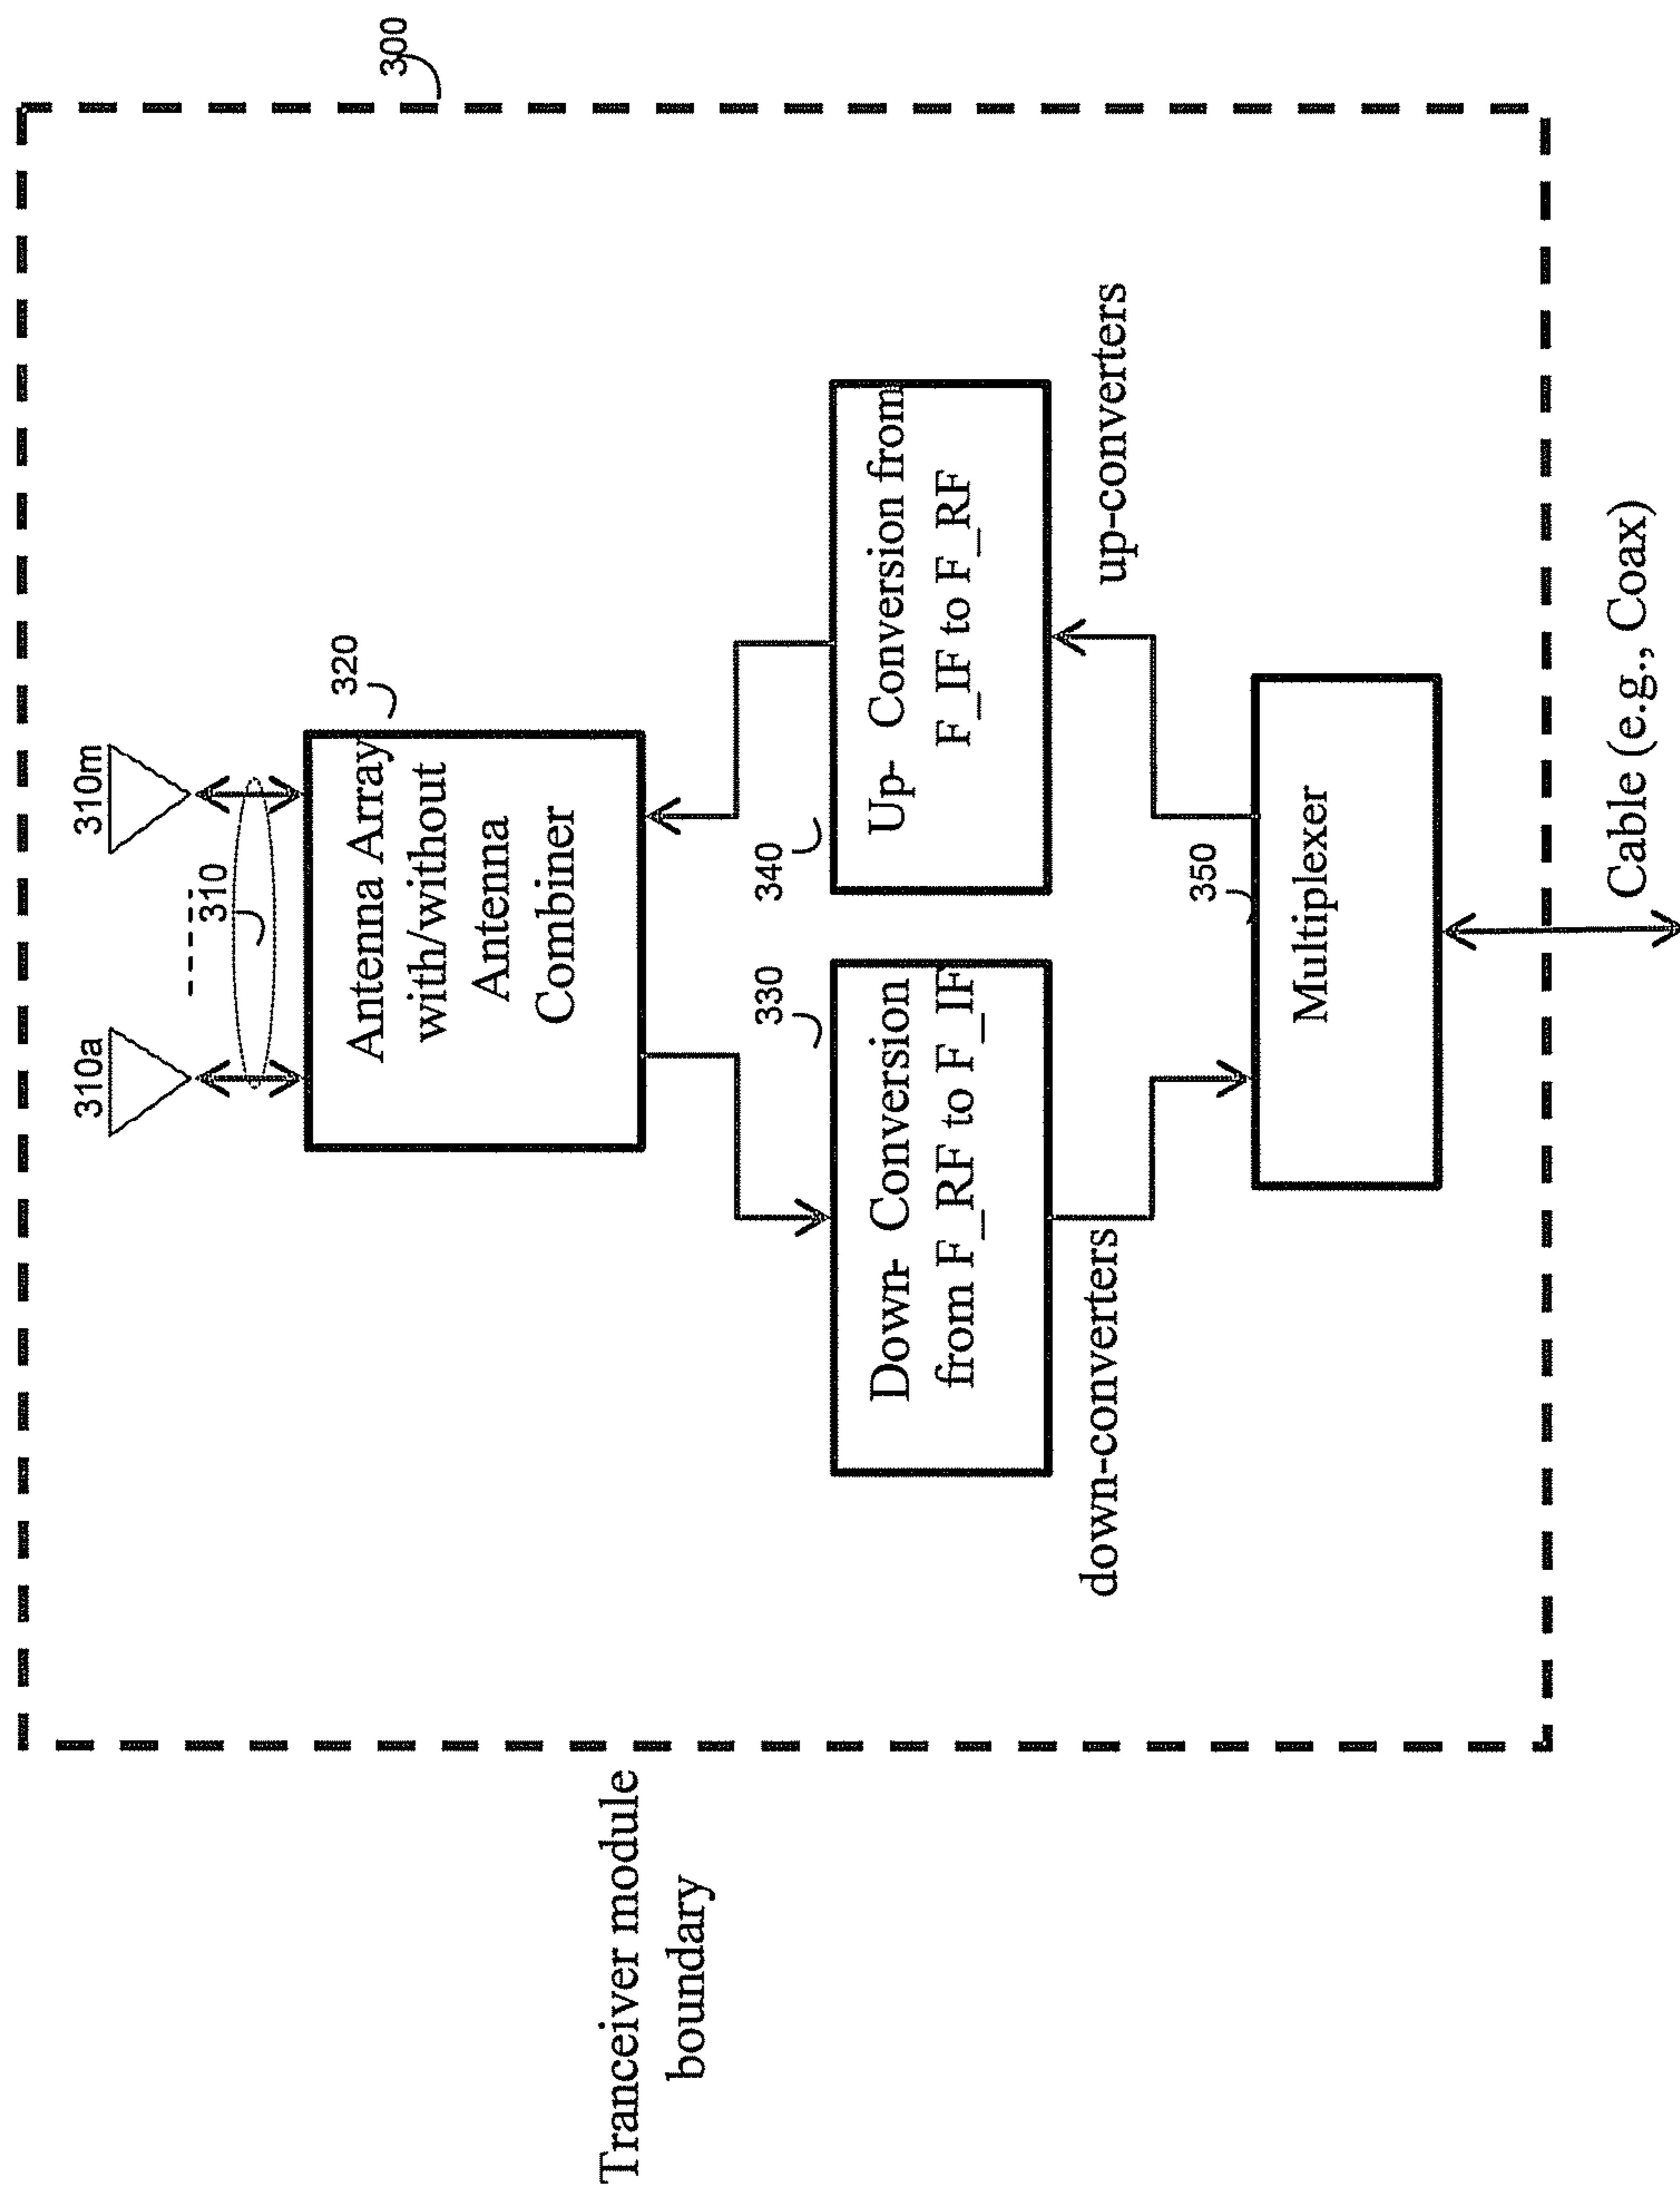 300
310a
310m
310
320
Antenna Array
with/without
Antenna
Combiner
330
340
Down- Conversion
from F_RF to F_IF
Up- Conversion from
F_IF to F_RF
down-converters
up-converters
350
Multiplexer
Tranceiver module
boundary
Cable (e.g., Coax)